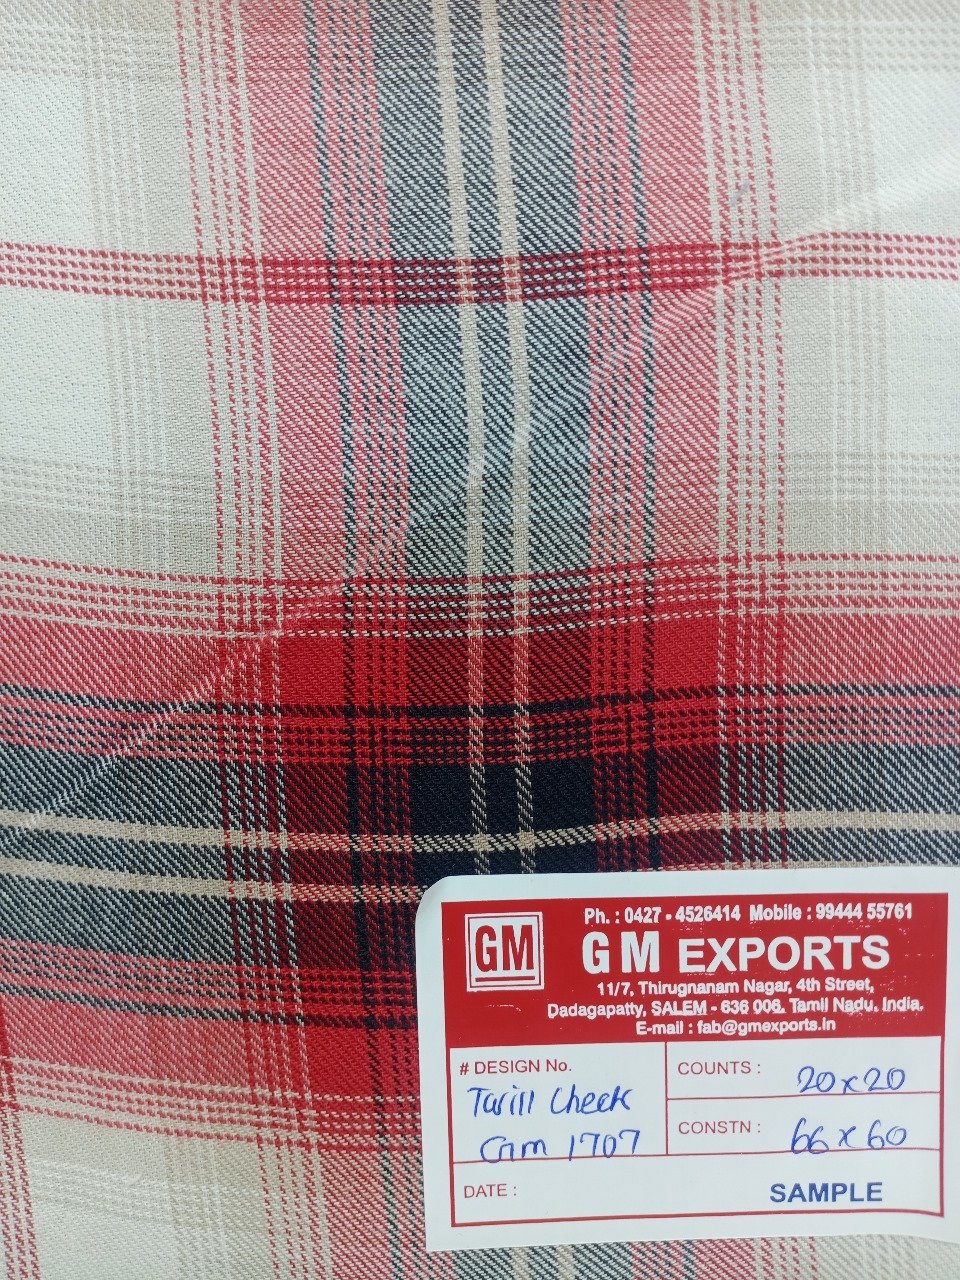 GM
Ph. : 0427 - 4526414 Mobile : 99444 55761
GM EXPORTS
11/7, Thirugnanam Nagar, 4th Street,
Dadagapatty, SALEM - 636 006. Tamil Nadu. India.
E-mail : fab@gmexports.in
# DESIGN No.
Twill Check
Gm 1707
COUNTS : 20x20
CONSTN : 66x60
DATE :
SAMPLE